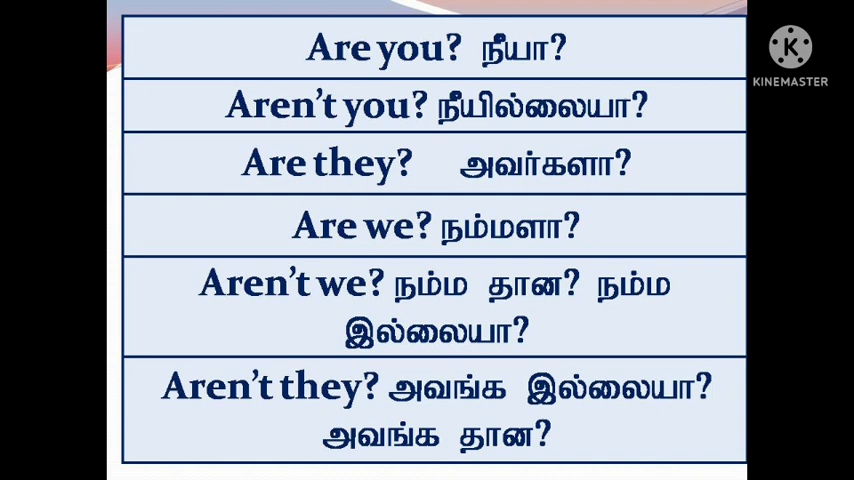 Are you? நீயா?
Aren't you? நீயில்லையா?
Are they? அவர்களா?
Are we? நம்மளா?
Aren't we? நம்ம தான? நம்ம
இல்லையா?
Aren't they? அவங்க இல்லையா?
அவங்க தான?
K
KINEMASTER